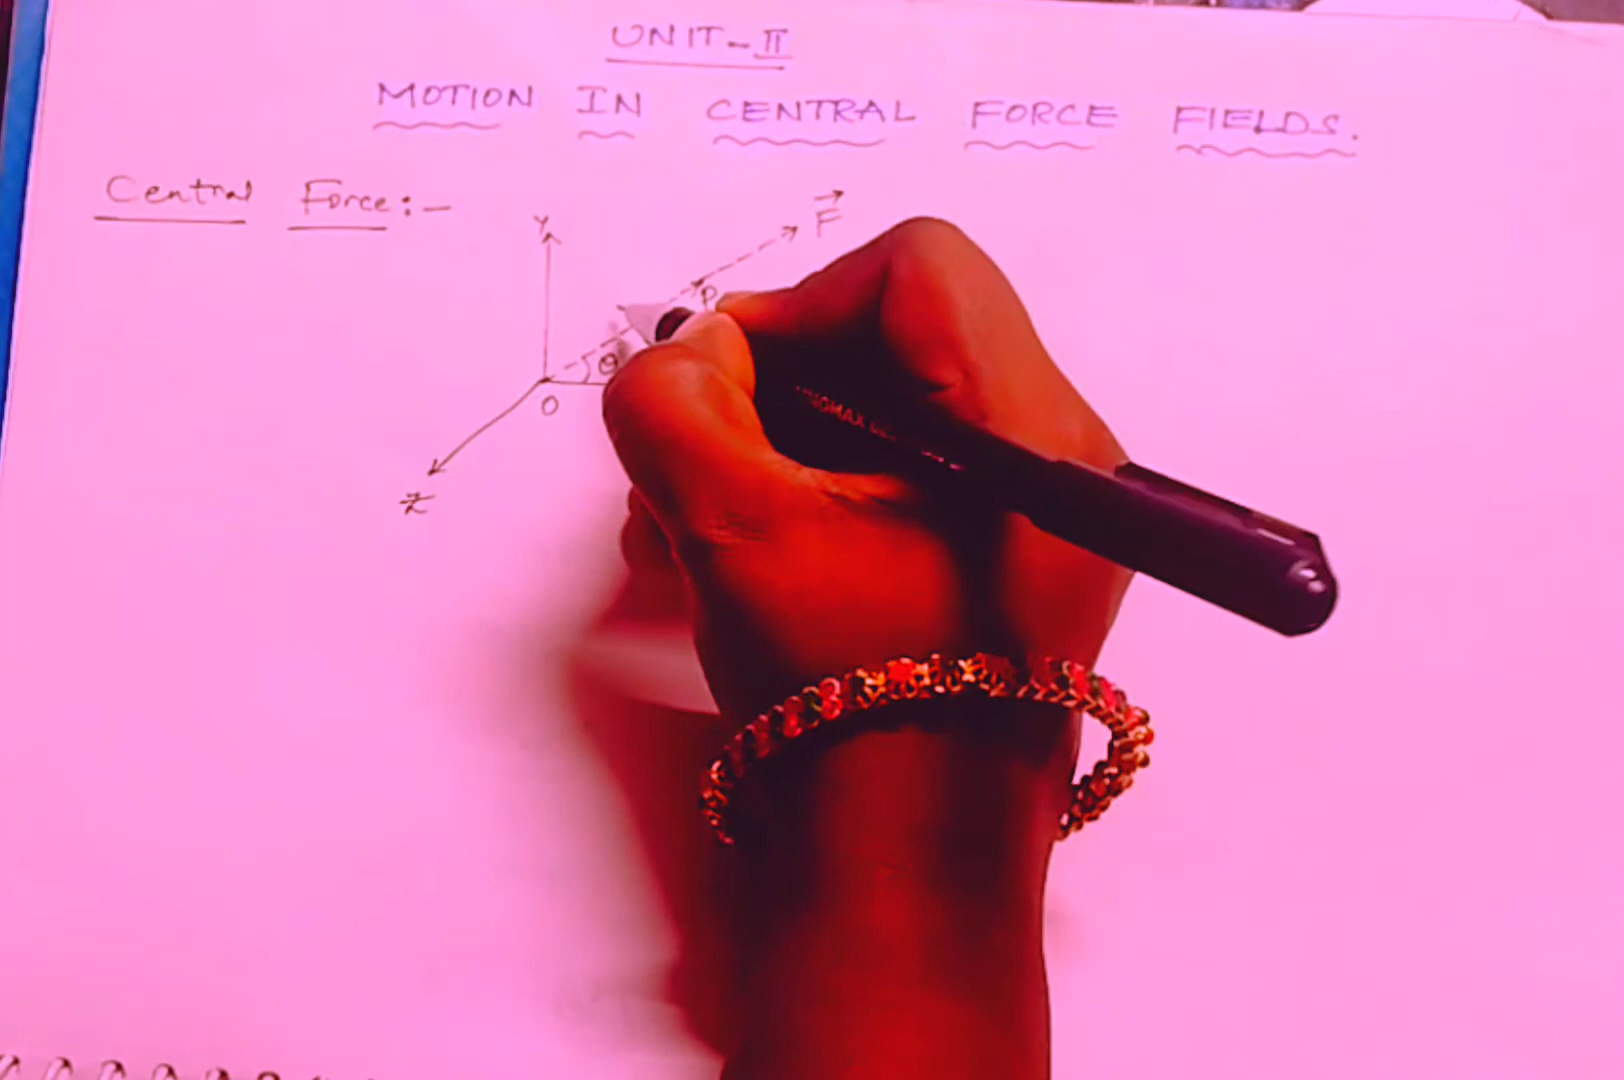 UNIT-II
MOTION IN CENTRAL FORCE FIELDS.
Central Force:-
Y
F
P
θ
O
Z